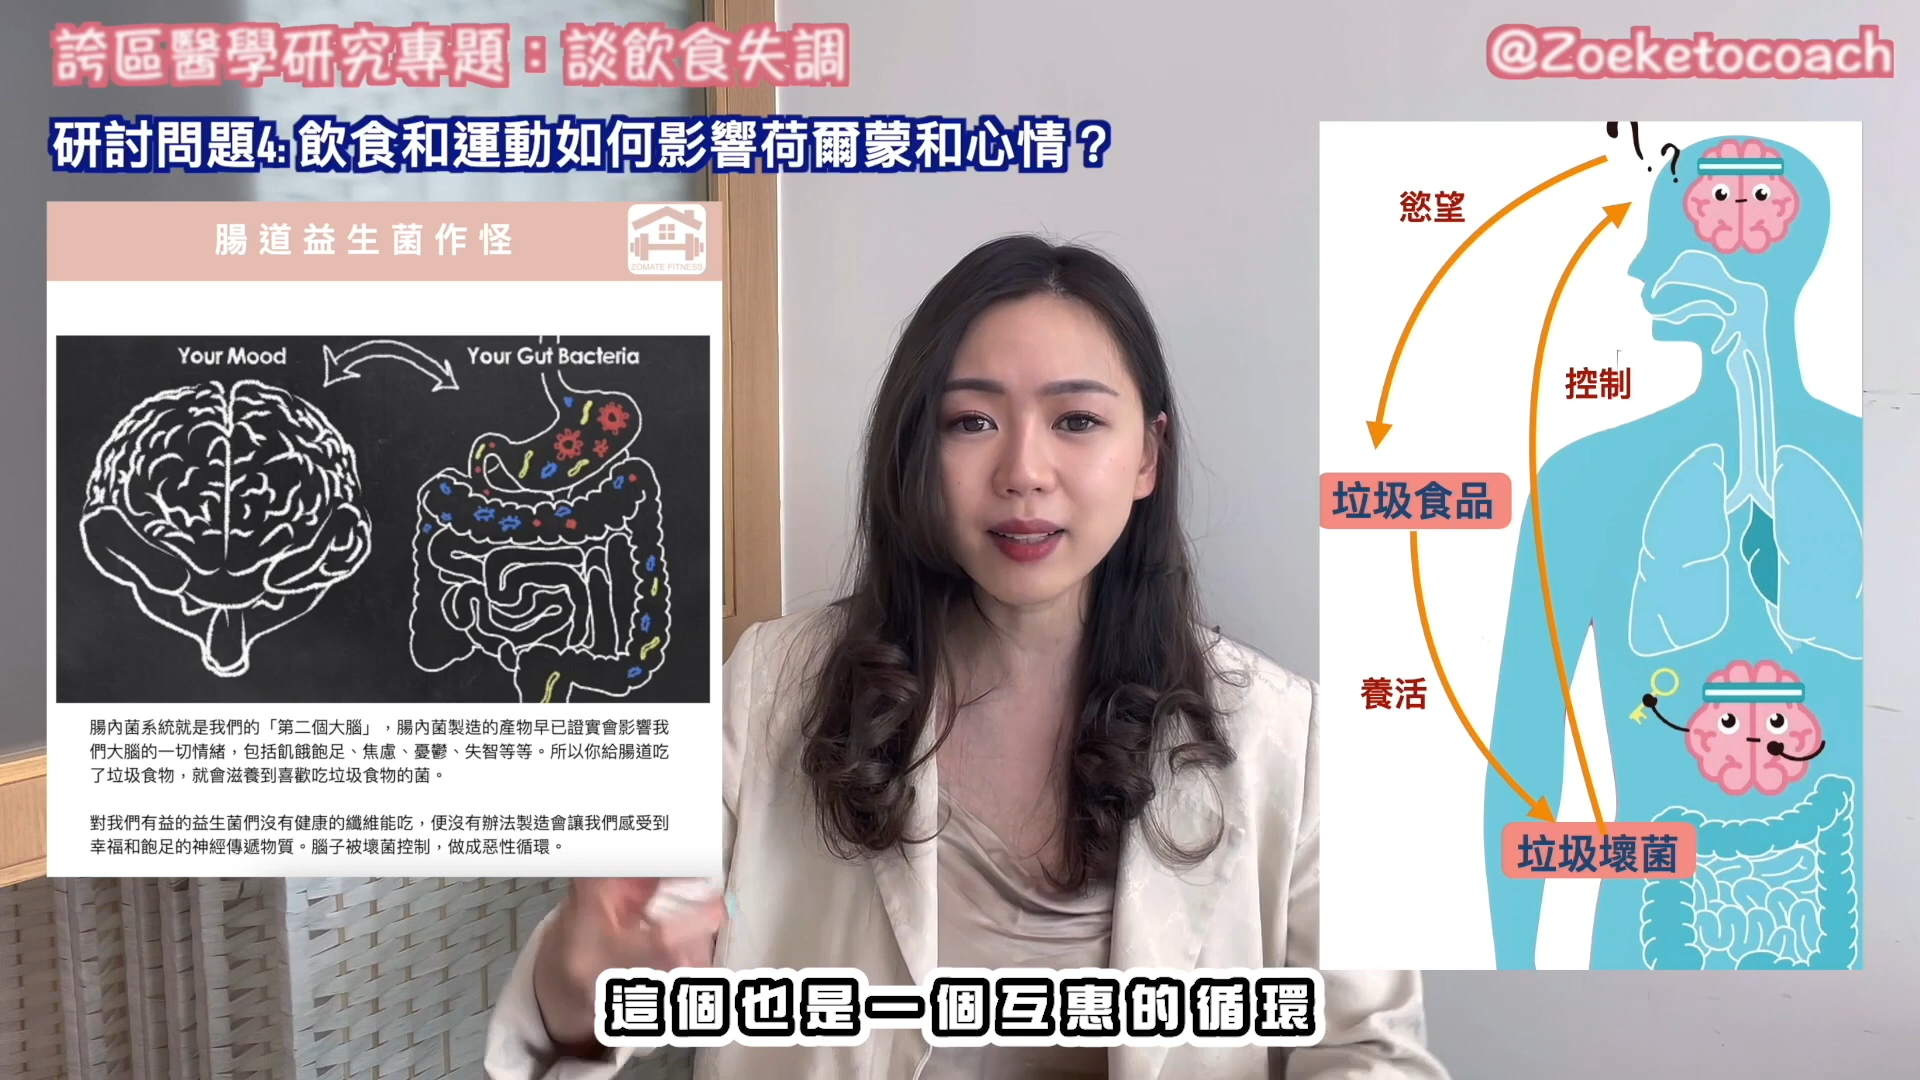 誇區醫學研究專題：談飲食失調
@Zoeketocoach
研討問題4: 飲食和運動如何影響荷爾蒙和心情？
腸道益生菌作怪
ZOMATE FITNESS
Your Mood
Your Gut Bacteria
腸內菌系統就是我們的「第二個大腦」，腸內菌製造的產物早已證實會影響我
們大腦的一切情緒，包括飢餓飽足、焦慮、憂鬱、失智等等。所以你給腸道吃
了垃圾食物，就會滋養到喜歡吃垃圾食物的菌。
對我們有益的益生菌們沒有健康的纖維能吃，便沒有辦法製造會讓我們感受到
幸福和飽足的神經傳遞物質。腦子被壞菌控制，做成惡性循環。
? ?
慾望
控制
垃圾食品
養活
垃圾壞菌
這個也是一個互惠的循環